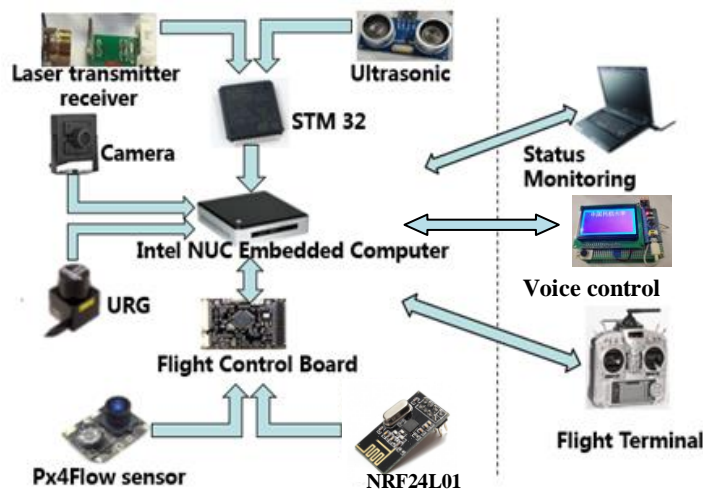 Laser transmitter
receiver
Ultrasonic
STM 32
Camera
Status
Monitoring
Intel NUC Embedded Computer
URG
Voice control
Flight Control Board
Flight Terminal
Px4Flow sensor
NRF24L01